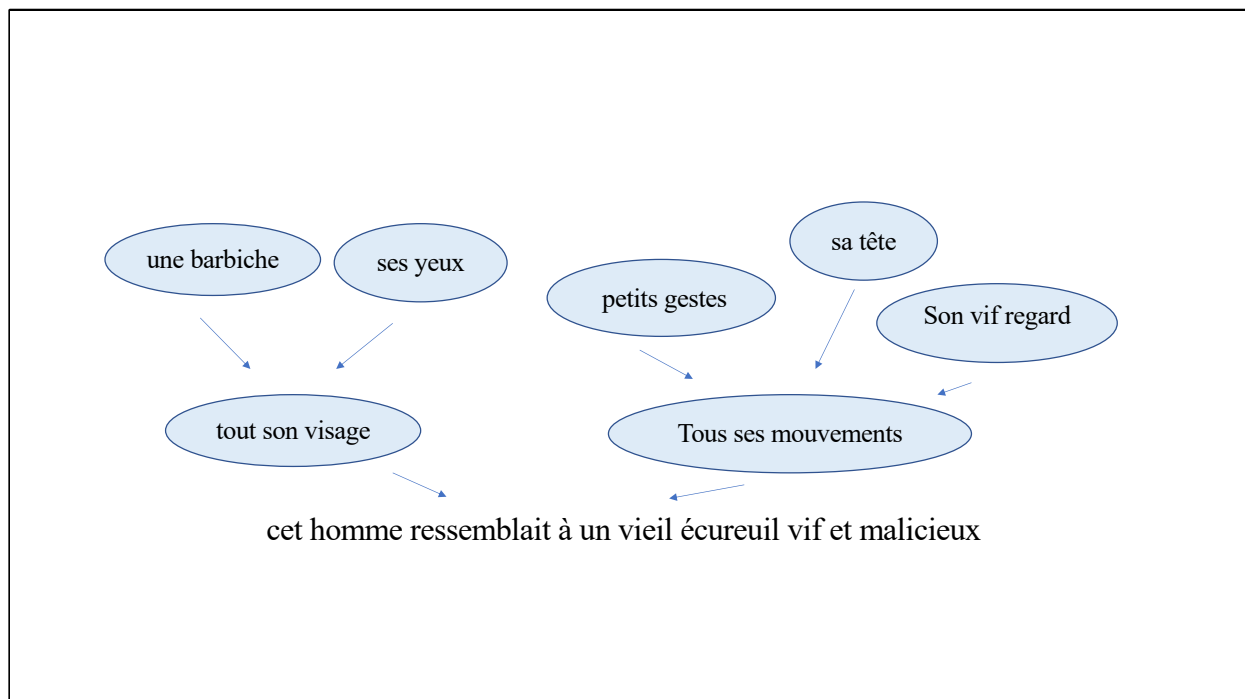 une barbiche
ses yeux
petits gestes
sa tête
Son vif regard
tout son visage
Tous ses mouvements
cet homme ressemblait à un vieil écureuil vif et malicieux